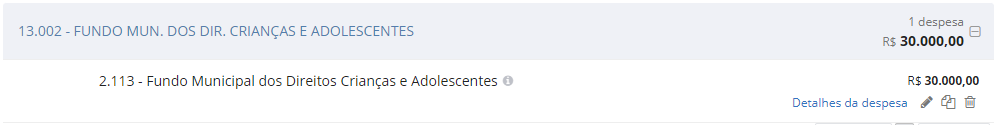 13.002 - FUNDO MUN. DOS DIR. CRIANÇAS E ADOLESCENTES
1 despesa
R$ 30.000,00
2.113 - Fundo Municipal dos Direitos Crianças e Adolescentes
R$ 30.000,00
Detalhes da despesa